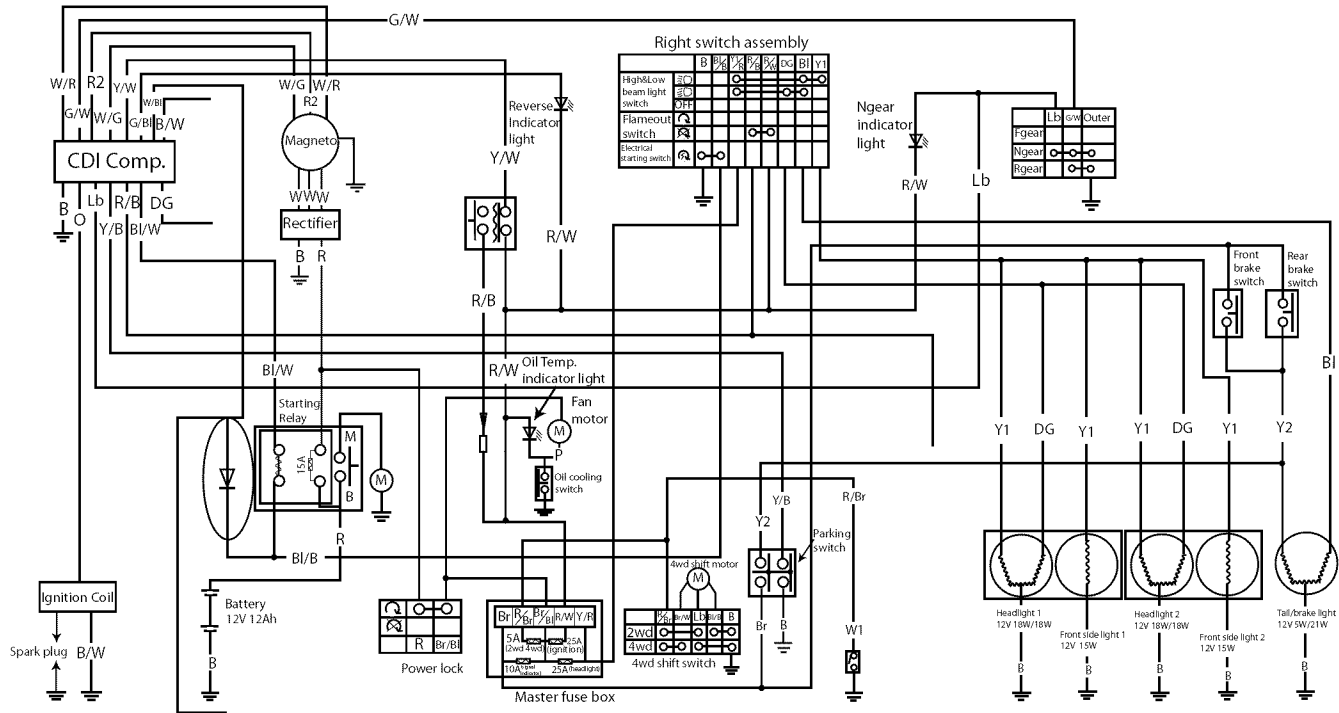 G/W
Right switch assembly
B Bl/B Y1/R R/B R/W DG Bl Y1
High&Low
beam light
switch
OFF
Flameout
switch
Electrical
starting switch
W/R
G/W
R2
W/G
Y/W
G/Bl
W/Bl
B/W
CDI Comp.
B
O
Lb
Y/B
R/B
Bl/W
DG
W/G
R2
W/R
Magneto
W W W
Rectifier
B
R
Reverse
Indicator
light
Y/W
R/W
R/B
R/W
Ngear
indicator
light
R/W
Lb
Lb G/W Outer
Fgear
Ngear
Rgear
Front
brake
switch
Rear
brake
switch
Bl
Bl/W
Oil Temp.
indicator light
Fan
motor
M
P
Oil cooling
switch
Starting
Relay
15A
M
B
M
R
Bl/B
Y1
DG
Y1
Y1
DG
Y1
Y2
R/Br
Y/B
Y2
Parking
switch
Br
B
W1
Ignition Coil
Spark plug
B/W
Battery
12V 12Ah
B
R Br/Bl
Power lock
Br R/Br Br/Bl R/W Y/R
5A
(2wd 4wd)
25A
(ignition)
10A
25A (headlight)
Master fuse box
4wd shift motor
M
R/Br Br/W Lb Bl/B B
2wd
4wd
4wd shift switch
Headlight 1
12V 18W/18W
Front side light 1
12V 15W
Headlight 2
12V 18W/18W
Front side light 2
12V 15W
Tail/brake light
12V 5W/21W
B
B
B
B
B